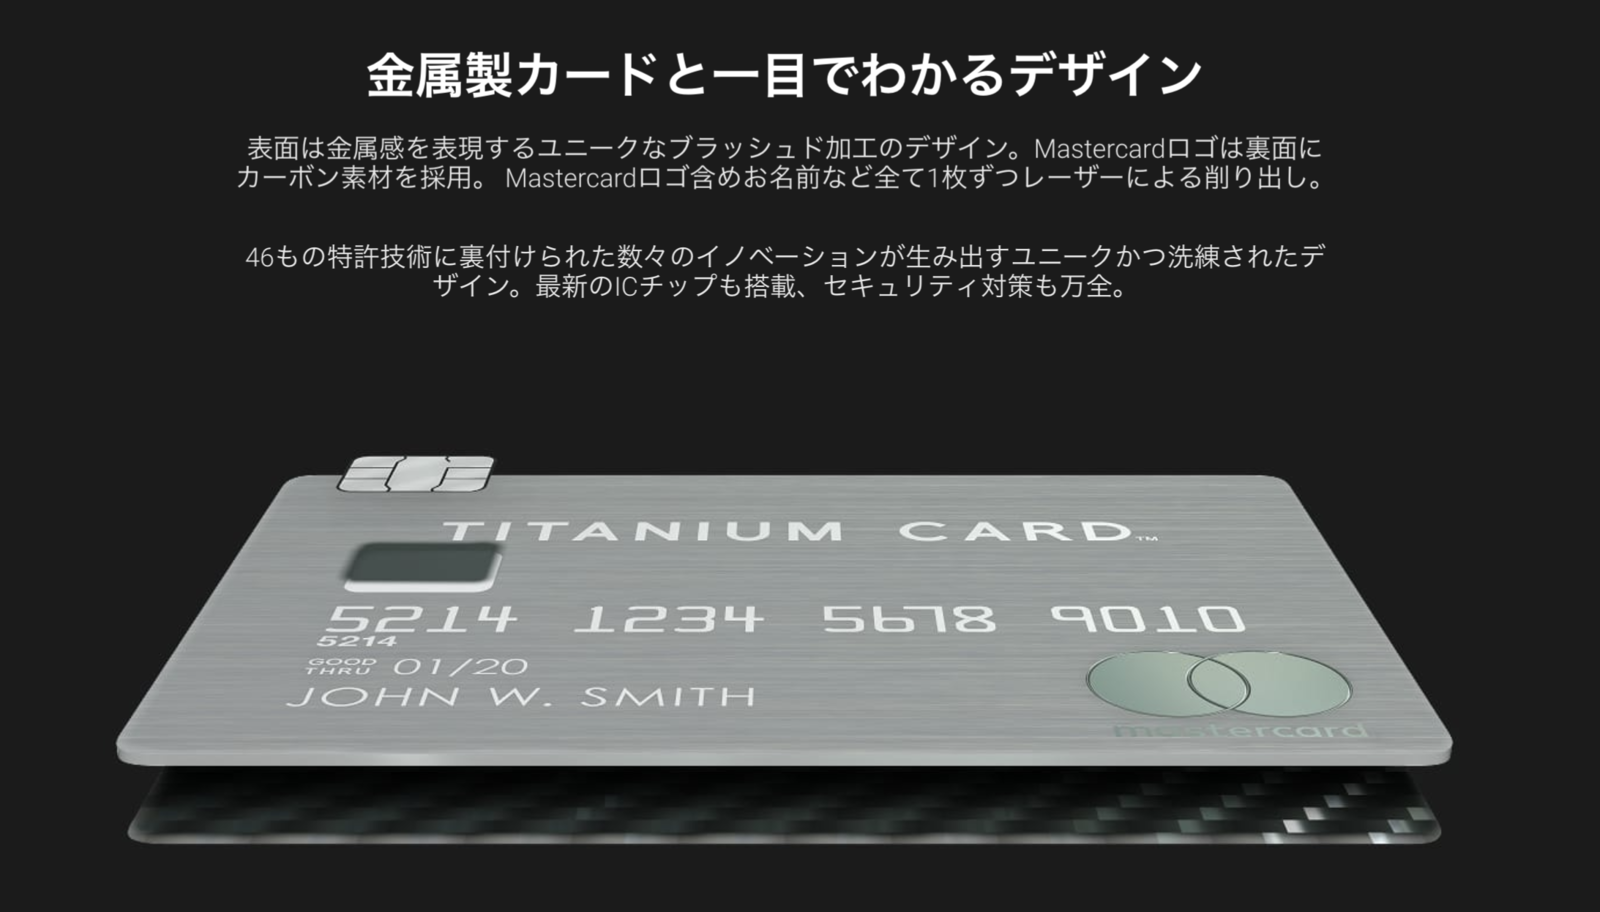 金属製カードと一目でわかるデザイン
表面は金属感を表現するユニークなブラッシュド加工のデザイン。Mastercardロゴは裏面に
カーボン素材を採用。 Mastercardロゴ含めお名前など全て1枚ずつレーザーによる削り出し。
46もの特許技術に裏付けられた数々のイノベーションが生み出すユニークかつ洗練されたデ
ザイン。最新のICチップも搭載、セキュリティ対策も万全。
TITANIUM CARD™
5214 1234 5678 9010
5214
GOOD
THRU 01/20
JOHN W. SMITH
mastercard